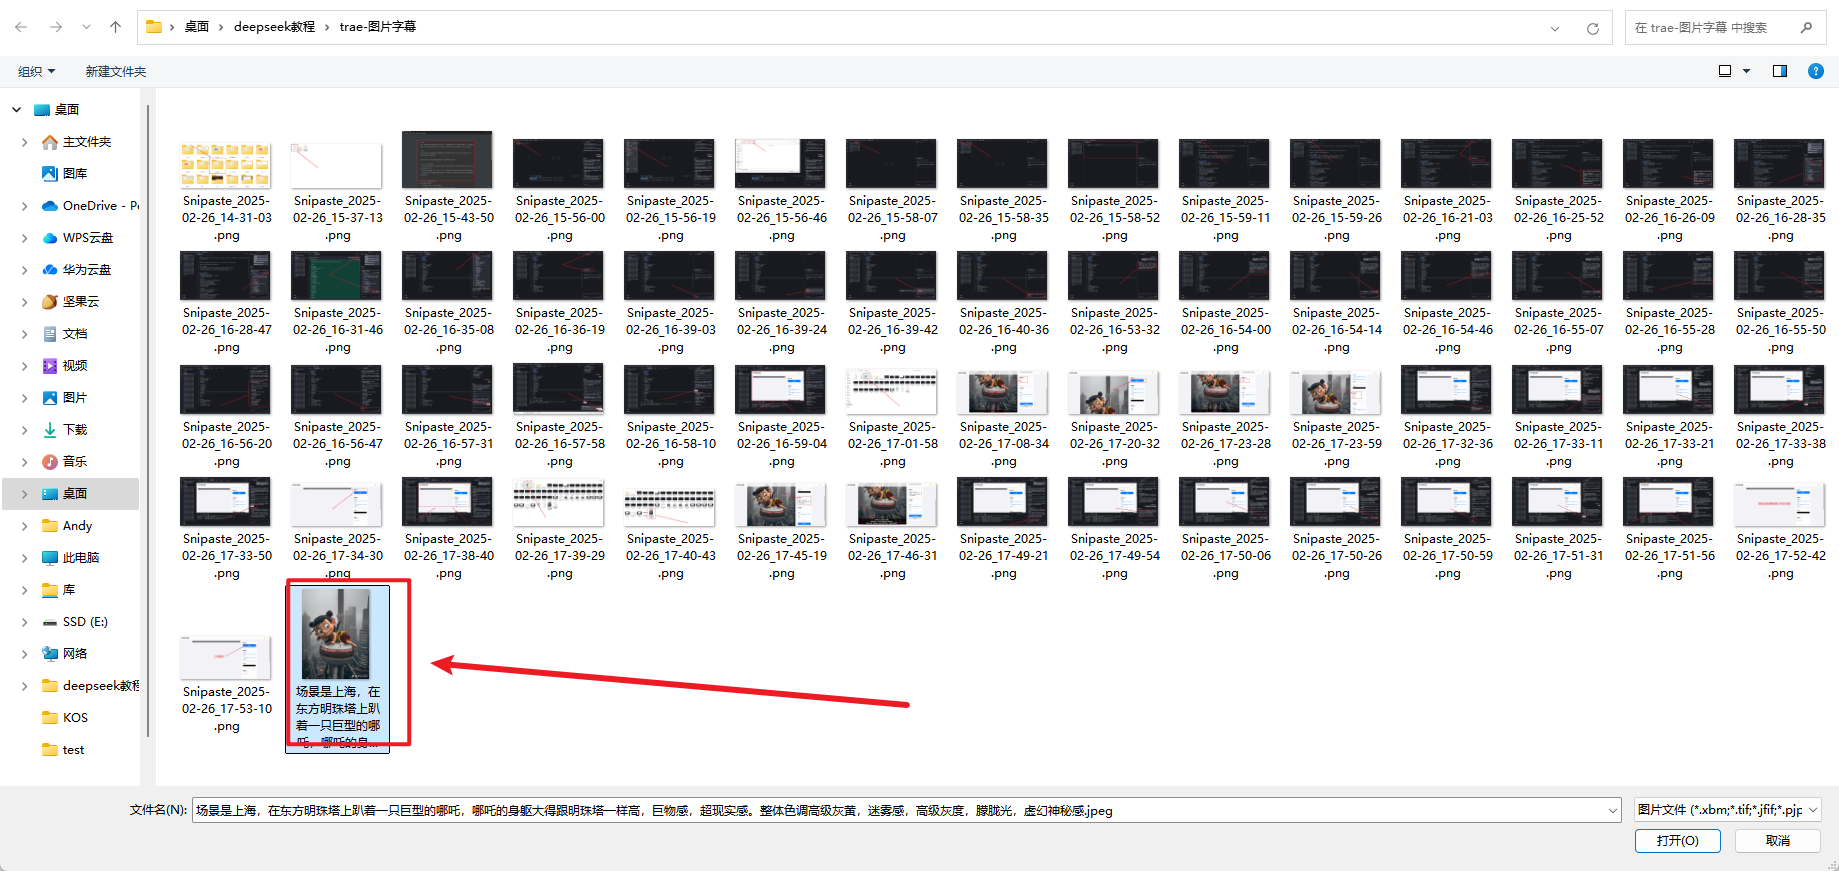 桌面 › deepseek教程 › trae-图片字幕
在 trae-图片字幕 中搜索
组织
新建文件夹
桌面
主文件夹
图库
OneDrive - Pe
WPS云盘
华为云盘
坚果云
文档
视频
图片
下载
音乐
桌面
Andy
此电脑
库
SSD (E:)
网络
deepseek教程
KOS
test
Snipaste_2025-02-26_14-31-03.png
Snipaste_2025-02-26_15-37-13.png
Snipaste_2025-02-26_15-43-50.png
Snipaste_2025-02-26_15-56-00.png
Snipaste_2025-02-26_15-56-19.png
Snipaste_2025-02-26_15-56-46.png
Snipaste_2025-02-26_15-58-07.png
Snipaste_2025-02-26_15-58-35.png
Snipaste_2025-02-26_15-58-52.png
Snipaste_2025-02-26_15-59-11.png
Snipaste_2025-02-26_15-59-26.png
Snipaste_2025-02-26_16-21-03.png
Snipaste_2025-02-26_16-25-52.png
Snipaste_2025-02-26_16-26-09.png
Snipaste_2025-02-26_16-28-35.png
Snipaste_2025-02-26_16-28-47.png
Snipaste_2025-02-26_16-31-46.png
Snipaste_2025-02-26_16-35-08.png
Snipaste_2025-02-26_16-36-19.png
Snipaste_2025-02-26_16-39-03.png
Snipaste_2025-02-26_16-39-24.png
Snipaste_2025-02-26_16-39-42.png
Snipaste_2025-02-26_16-40-36.png
Snipaste_2025-02-26_16-53-32.png
Snipaste_2025-02-26_16-54-00.png
Snipaste_2025-02-26_16-54-14.png
Snipaste_2025-02-26_16-54-46.png
Snipaste_2025-02-26_16-55-07.png
Snipaste_2025-02-26_16-55-28.png
Snipaste_2025-02-26_16-55-50.png
Snipaste_2025-02-26_16-56-20.png
Snipaste_2025-02-26_16-56-47.png
Snipaste_2025-02-26_16-57-31.png
Snipaste_2025-02-26_16-57-58.png
Snipaste_2025-02-26_16-58-10.png
Snipaste_2025-02-26_16-59-04.png
Snipaste_2025-02-26_17-01-58.png
Snipaste_2025-02-26_17-08-34.png
Snipaste_2025-02-26_17-20-32.png
Snipaste_2025-02-26_17-23-28.png
Snipaste_2025-02-26_17-23-59.png
Snipaste_2025-02-26_17-32-36.png
Snipaste_2025-02-26_17-33-11.png
Snipaste_2025-02-26_17-33-21.png
Snipaste_2025-02-26_17-33-38.png
Snipaste_2025-02-26_17-33-50.png
Snipaste_2025-02-26_17-34-30.png
Snipaste_2025-02-26_17-38-40.png
Snipaste_2025-02-26_17-39-29.png
Snipaste_2025-02-26_17-40-43.png
Snipaste_2025-02-26_17-45-19.png
Snipaste_2025-02-26_17-46-31.png
Snipaste_2025-02-26_17-49-21.png
Snipaste_2025-02-26_17-49-54.png
Snipaste_2025-02-26_17-50-06.png
Snipaste_2025-02-26_17-50-26.png
Snipaste_2025-02-26_17-50-59.png
Snipaste_2025-02-26_17-51-31.png
Snipaste_2025-02-26_17-51-56.png
Snipaste_2025-02-26_17-52-42.png
Snipaste_2025-02-26_17-53-10.png
场景是上海，在
东方明珠塔上趴
着一只巨型的哪
吒，哪吒的身...
文件名(N):
场景是上海，在东方明珠塔上趴着一只巨型的哪吒，哪吒的身躯大得跟明珠塔一样高，巨物感，超现实感。整体色调高级灰黄，迷雾感，高级灰度，朦胧光，虚幻神秘感.jpeg
图片文件 (*.xbm;*.tif;*.jfif;*.pjp
打开(O)
取消